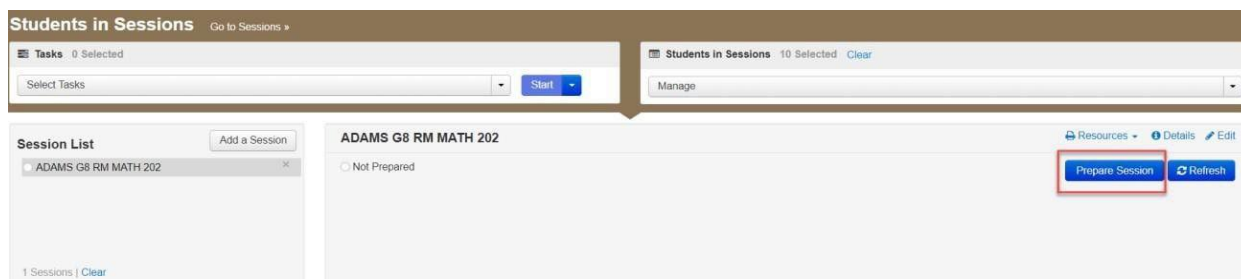 Students in Sessions Go to Sessions »
Tasks 0 Selected
Select Tasks
Start
Students in Sessions 10 Selected Clear
Manage
Session List
Add a Session
ADAMS G8 RM MATH 202 ×
1 Sessions | Clear
ADAMS G8 RM MATH 202
Resources Details Edit
Not Prepared
Prepare Session Refresh